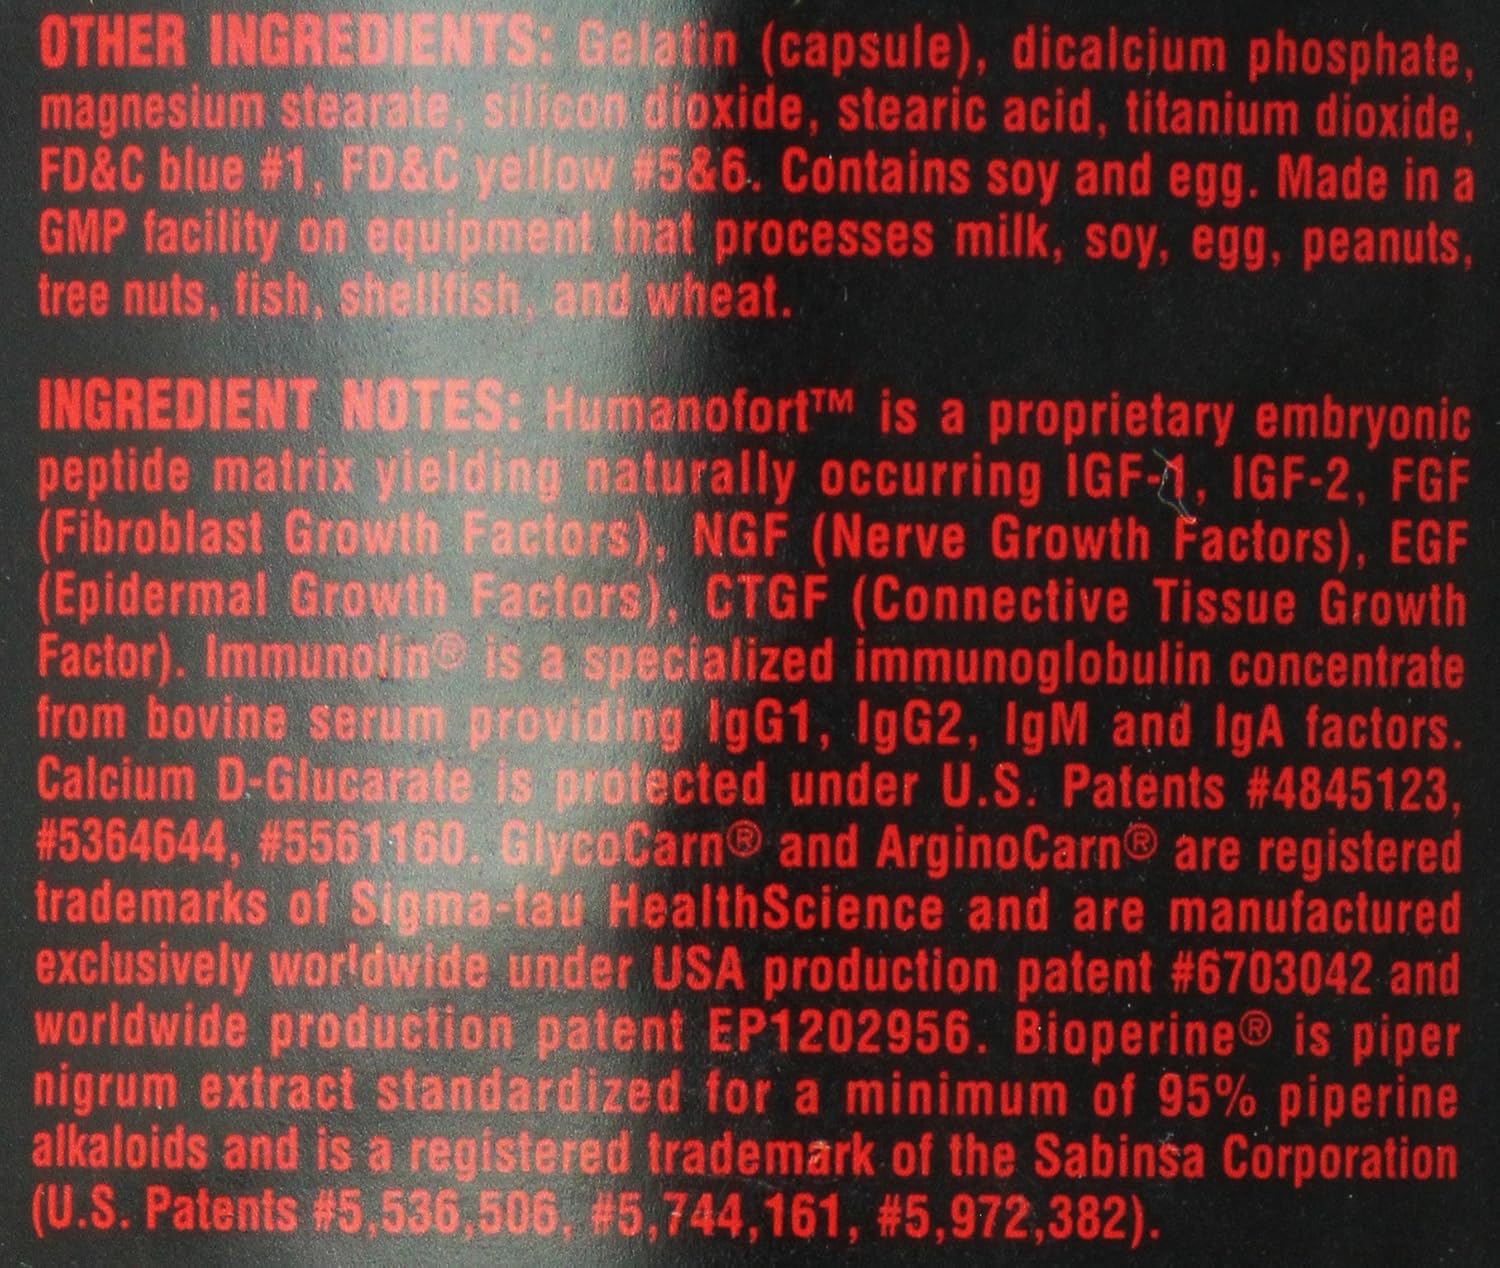 OTHER INGREDIENTS: Gelatin (capsule), dicalcium phosphate,
magnesium stearate, silicon dioxide, stearic acid, titanium dioxide,
FD&C blue #1, FD&C yellow #5&6. Contains soy and egg. Made in a
GMP facility on equipment that processes milk, soy, egg, peanuts,
tree nuts, fish, shellfish, and wheat.
INGREDIENT NOTES: Humanofort™ is a proprietary embryonic
peptide matrix yielding naturally occurring IGF-1, IGF-2, FGF
(Fibroblast Growth Factors), NGF (Nerve Growth Factors), EGF
(Epidermal Growth Factors), CTGF (Connective Tissue Growth
Factor). Immunolin® is a specialized immunoglobulin concentrate
from bovine serum providing IgG1, IgG2, IgM and IgA factors.
Calcium D-Glucarate is protected under U.S. Patents #4845123,
#5364644, #5561160. GlycoCarn® and ArginoCarn® are registered
trademarks of Sigma-tau HealthScience and are manufactured
exclusively worldwide under USA production patent #6703042 and
worldwide production patent EP1202956. Bioperine® is piper
nigrum extract standardized for a minimum of 95% piperine
alkaloids and is a registered trademark of the Sabinsa Corporation
(U.S. Patents #5,536,506, #5,744,161, #5,972,382).